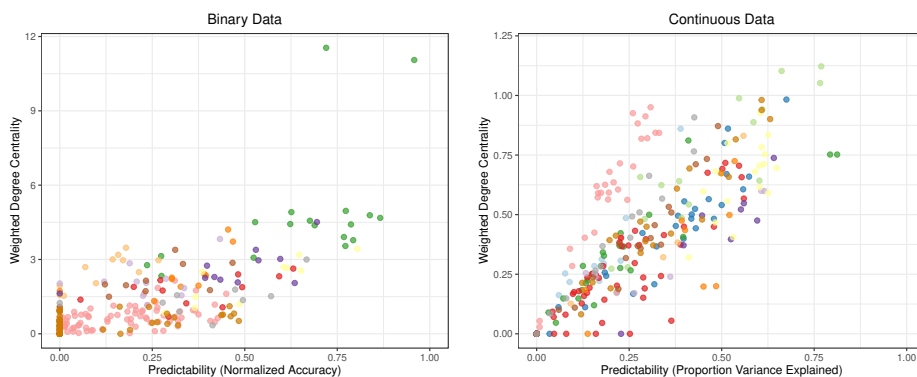 Binary Data
Weighted Degree Centrality
12
9
6
3
0
0.00 0.25 0.50 0.75 1.00
Predictability (Normalized Accuracy)
Continuous Data
Weighted Degree Centrality
1.25
1.00
0.75
0.50
0.25
0.00
0.00 0.25 0.50 0.75 1.00
Predictability (Proportion Variance Explained)